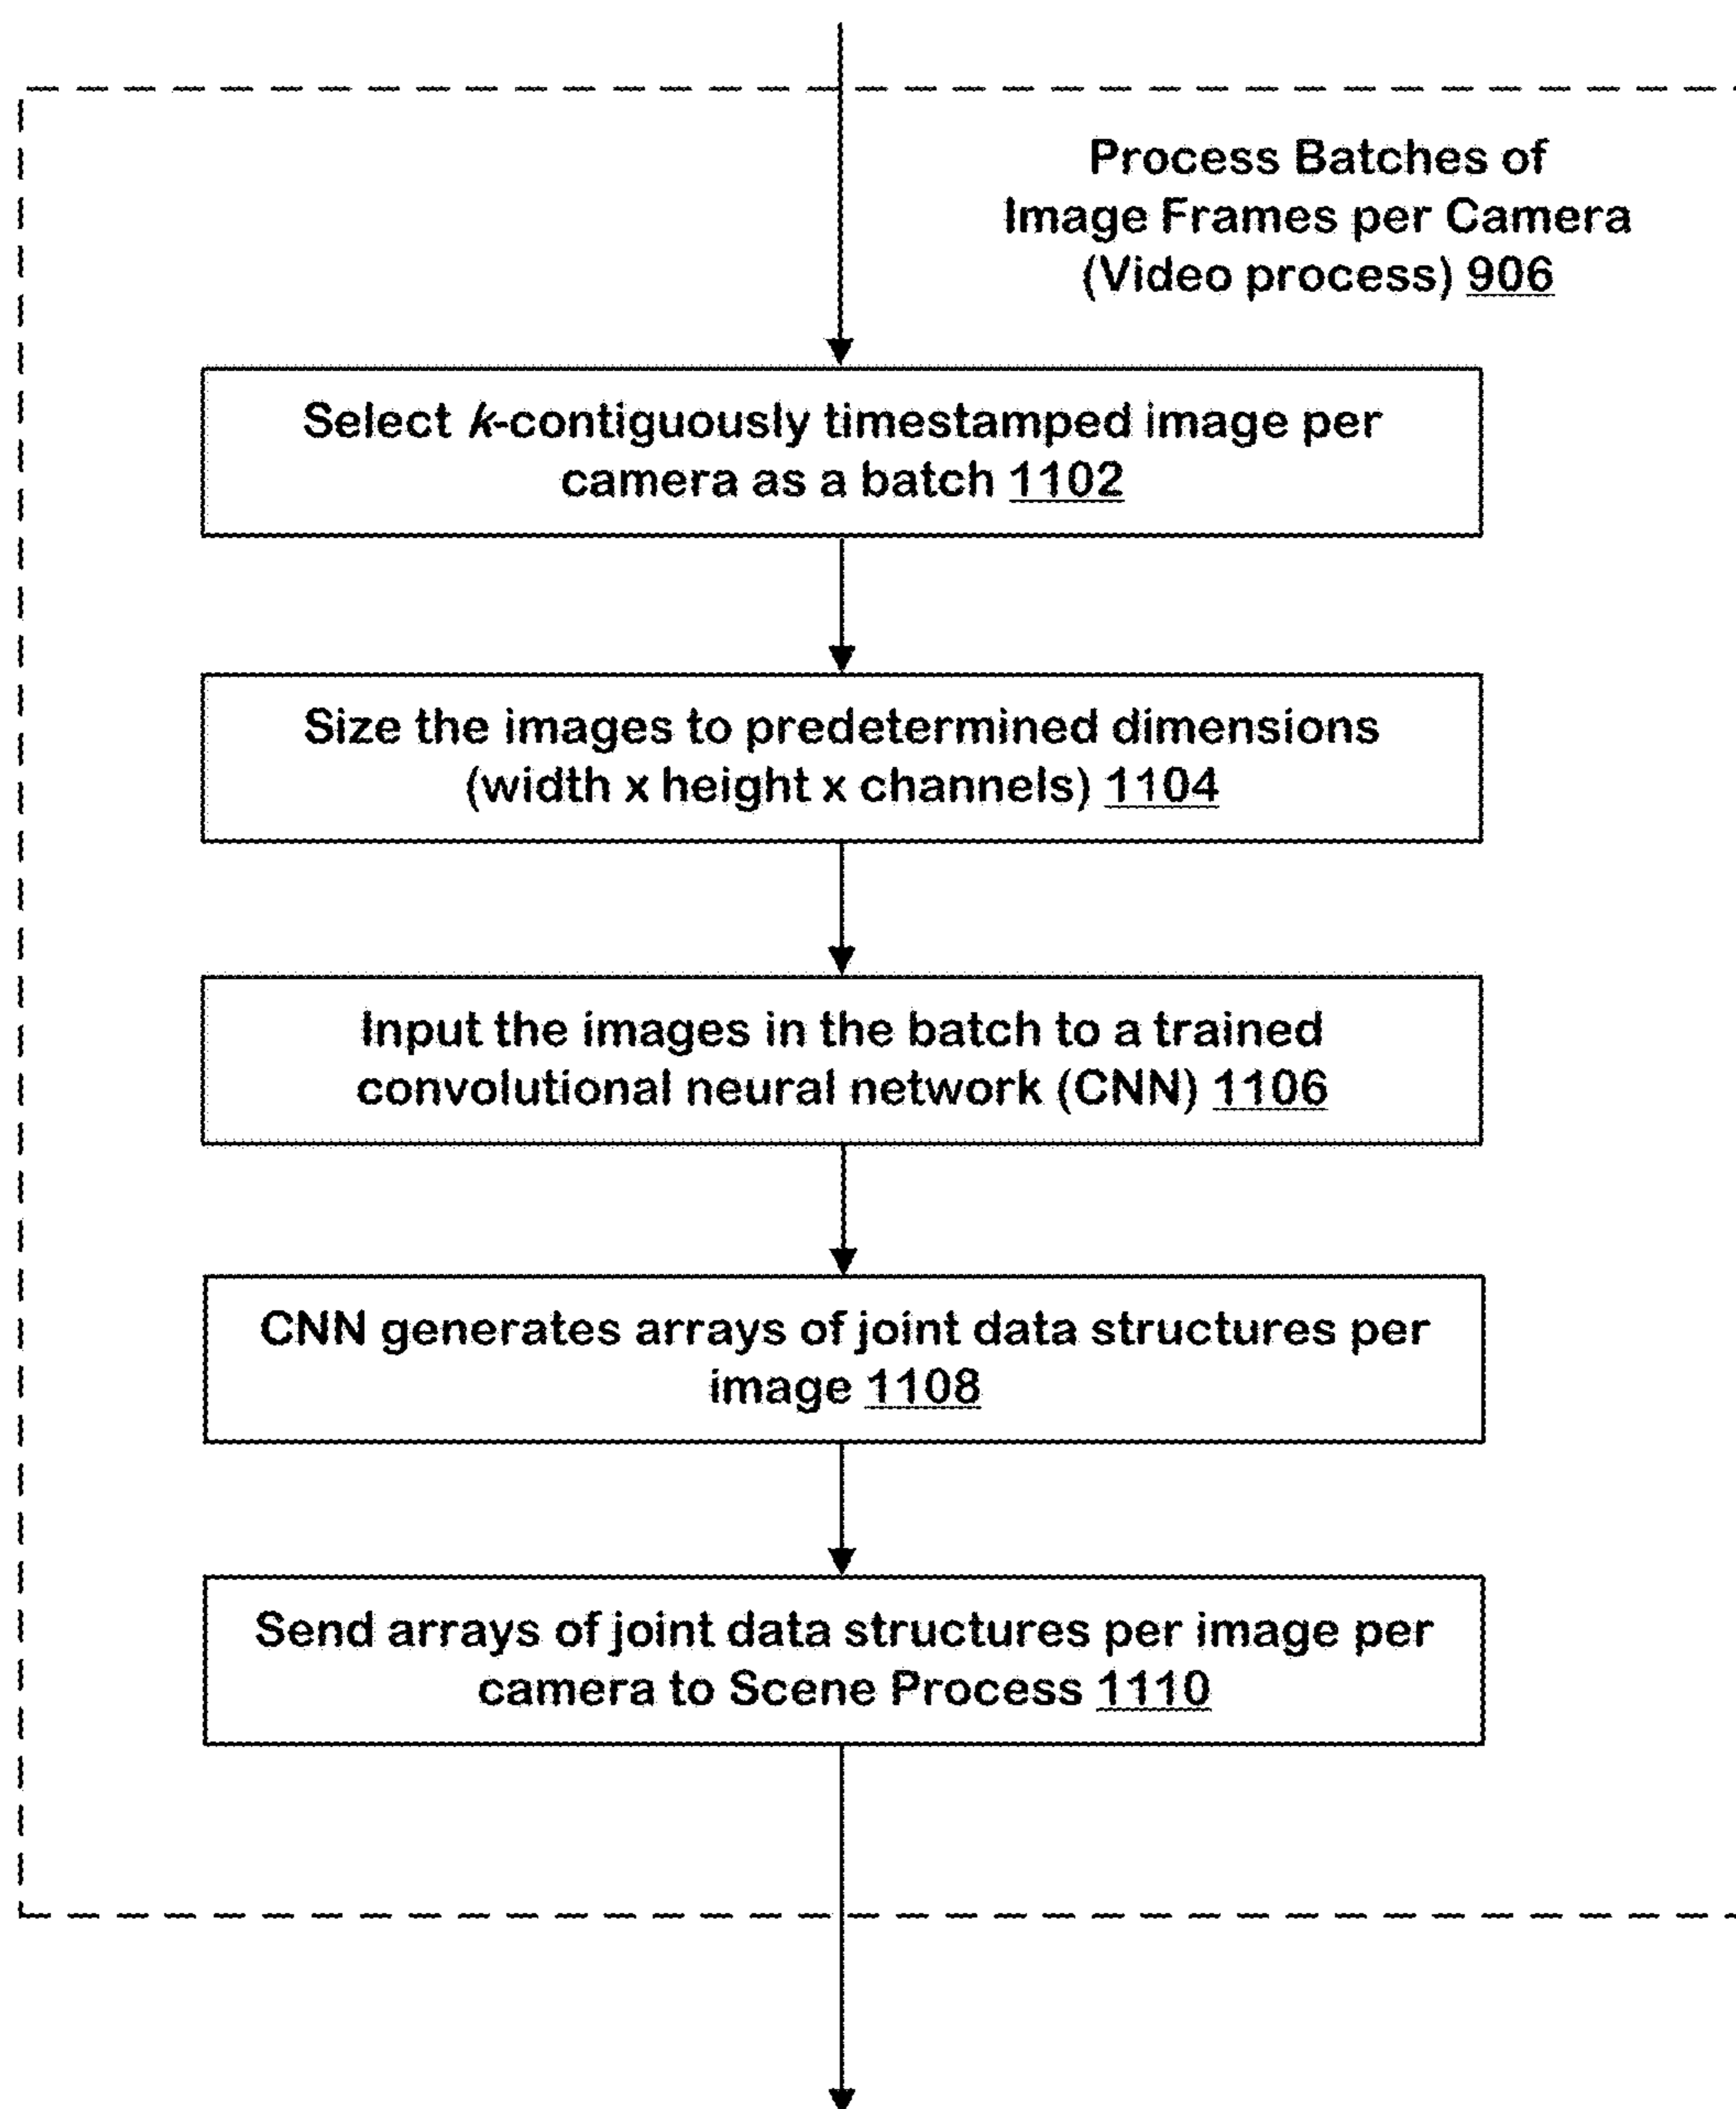 Process Batches of
Image Frames per Camera
(Video process) 906
Select k-contiguously timestamped image per
camera as a batch 1102
Size the images to predetermined dimensions
(width x height x channels) 1104
Input the images in the batch to a trained
convolutional neural network (CNN) 1106
CNN generates arrays of joint data structures per
image 1108
Send arrays of joint data structures per image per
camera to Scene Process 1110